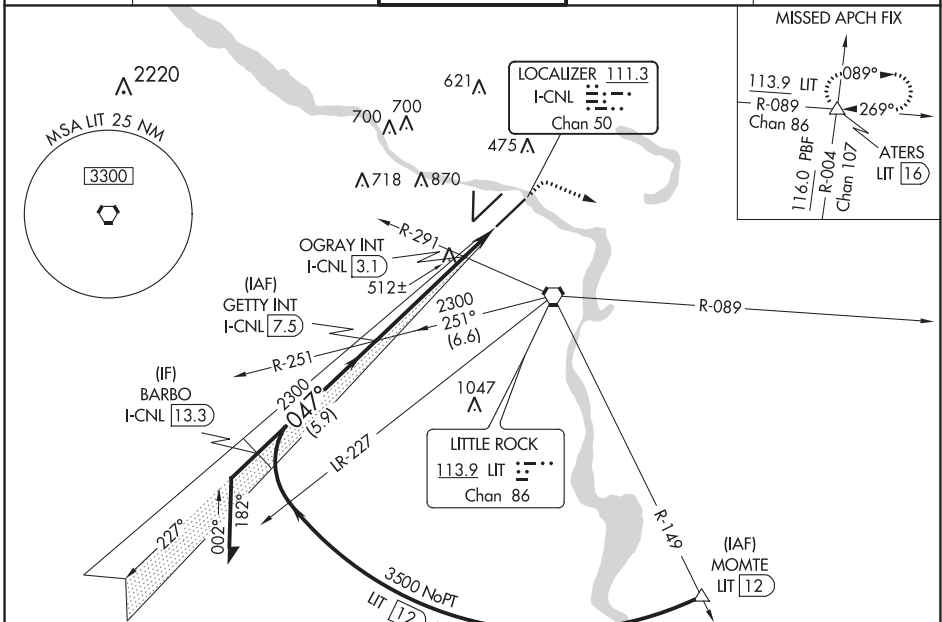 MISSED APCH FIX
2220
MSA LIT 25 NM
3300
621
700
700
475
718
870
LOCALIZER 111.3
I-CNL
Chan 50
089°
113.9 LIT
R-089
Chan 86
269°
116.0 PBF
R-004
Chan 107
ATERS
LIT 16
R-291
OGRAY INT
I-CNL 3.1
512±
(IAF)
GETTY INT
I-CNL 7.5
2300
251°
(6.6)
R-089
R-251
(IF)
BARBO
I-CNL 13.3
2300
047°
(5.9)
1047
LR-227
LITTLE ROCK
113.9 LIT
Chan 86
R-149
227°
002°
182°
3500 NoPT
LIT 12
(IAF)
MOMTE
LIT 12